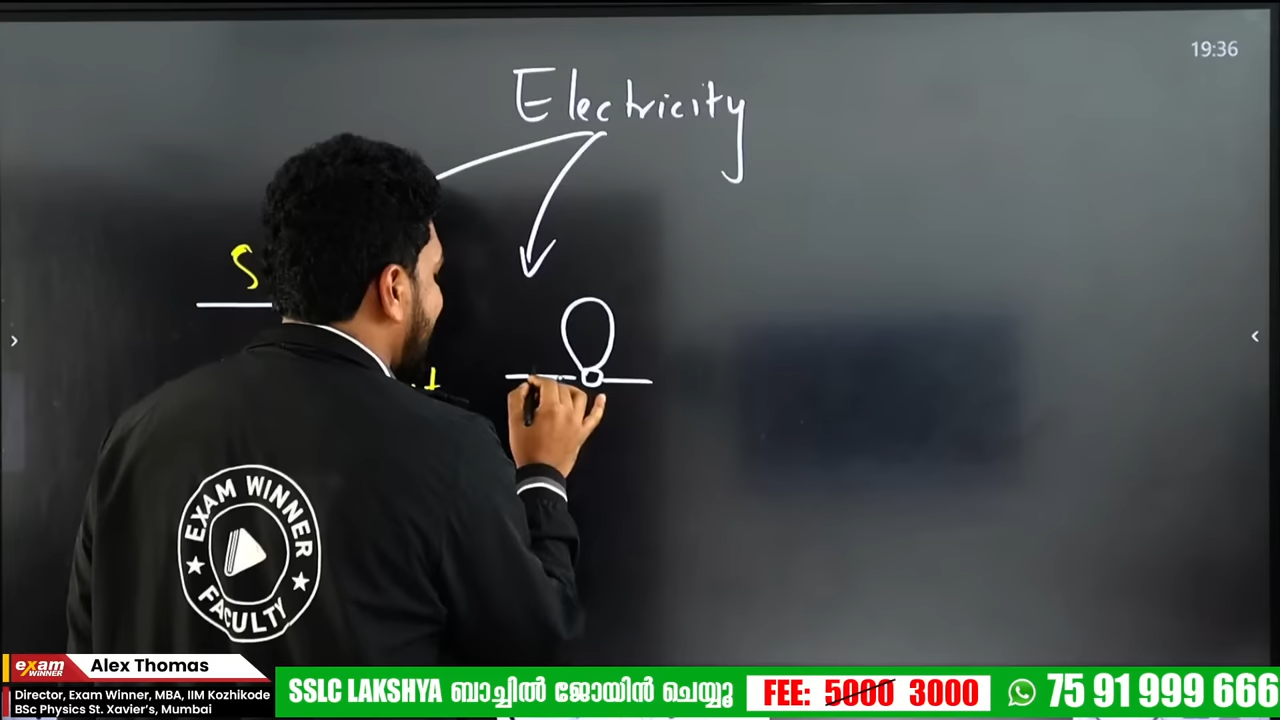 19:36
Electricity
S
EXAM WINNER
FACULTY
exam WINNER
Alex Thomas
Director, Exam Winner, MBA, IIM Kozhikode
BSc Physics St. Xavier's, Mumbai
SSLC LAKSHYA ബാച്ചിൽ ജോയിൻ ചെയ്യൂ
FEE: 5000 3000
75 91 999 666